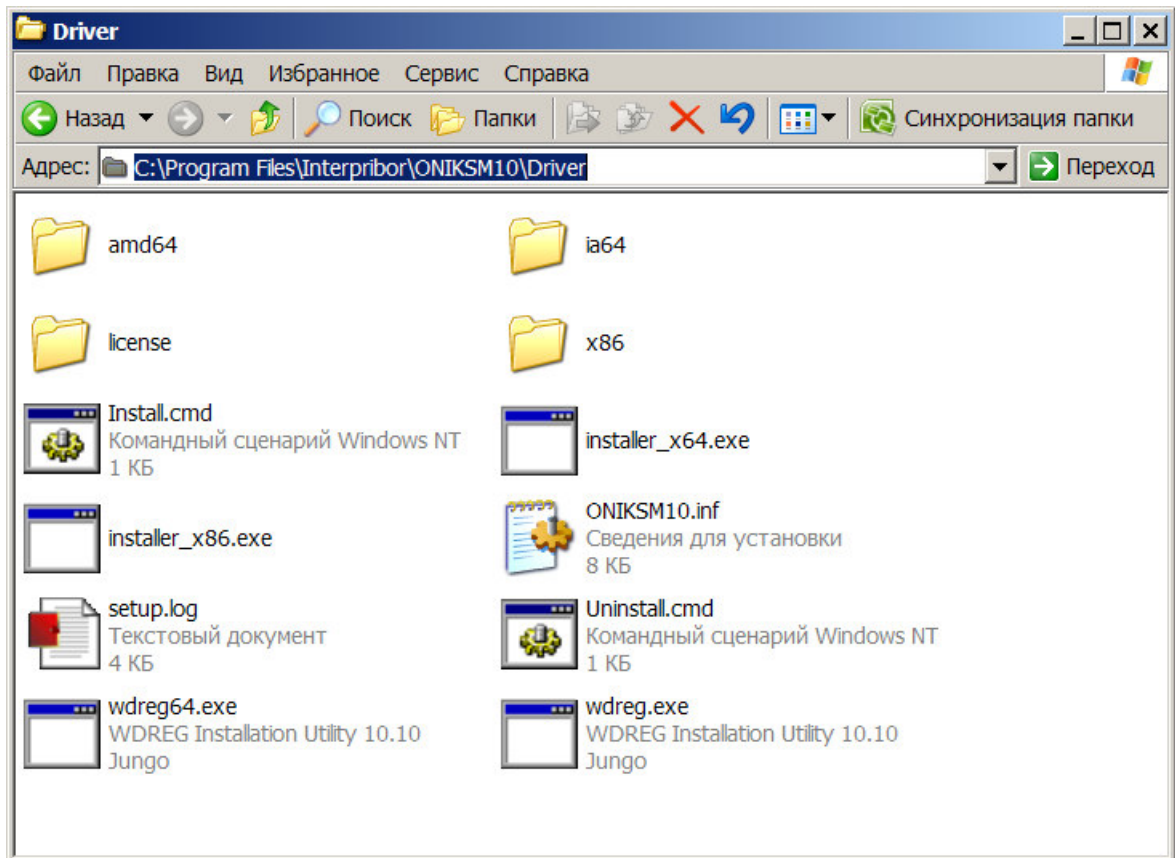 Driver
Файл Правка Вид Избранное Сервис Справка
Назад Поиск Папки Синхронизация папки
Адрес: C:\Program Files\Interpribor\ONIKSM10\Driver Переход
amd64
ia64
license
x86
Install.cmd
Командный сценарий Windows NT
1 КБ
installer_x64.exe
installer_x86.exe
ONIKSM10.inf
Сведения для установки
8 КБ
setup.log
Текстовый документ
4 КБ
Uninstall.cmd
Командный сценарий Windows NT
1 КБ
wdreg64.exe
WDREG Installation Utility 10.10
Jungo
wdreg.exe
WDREG Installation Utility 10.10
Jungo